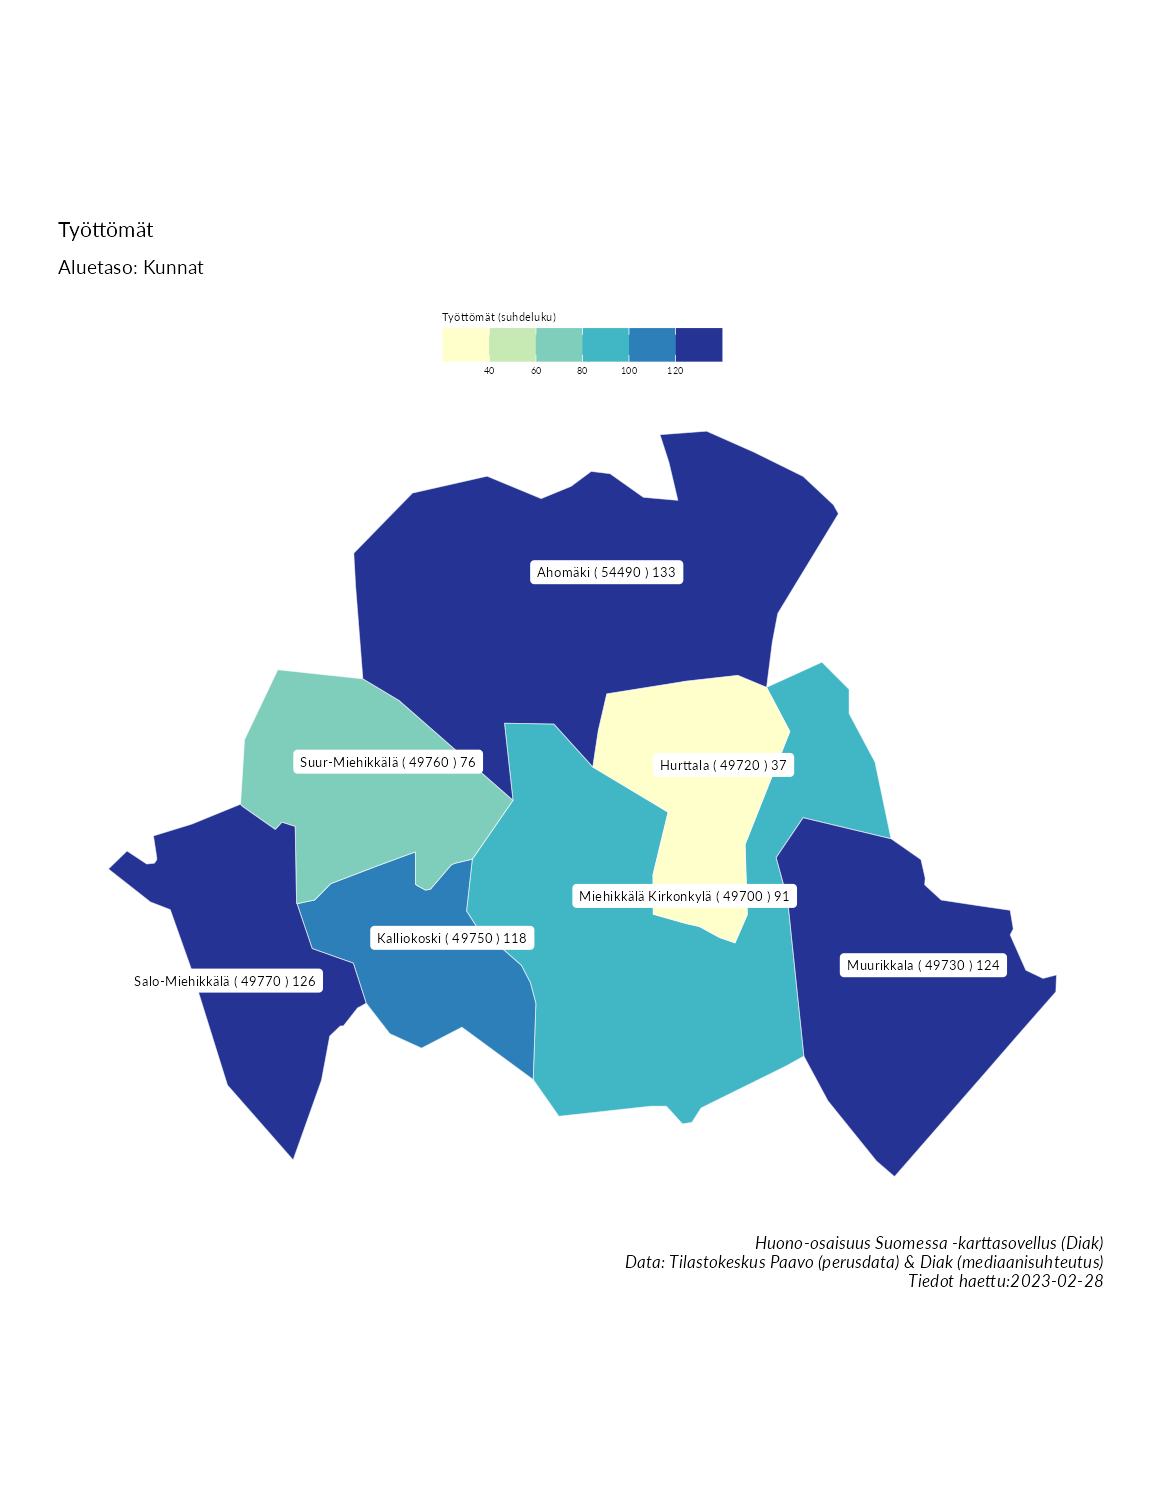 Työttömät
Aluetaso: Kunnat
Työttömät (suhdeluku)
40 60 80 100 120
Ahomäki ( 54490 ) 133
Suur-Miehikkälä ( 49760 ) 76
Hurttala ( 49720 ) 37
Miehikkälä Kirkonkylä ( 49700 ) 91
Kalliokoski ( 49750 ) 118
Muurikkala ( 49730 ) 124
Salo-Miehikkälä ( 49770 ) 126
Huono-osaisuus Suomessa -karttasovellus (Diak)
Data: Tilastokeskus Paavo (perusdata) & Diak (mediaanisuhteutus)
Tiedot haettu:2023-02-28